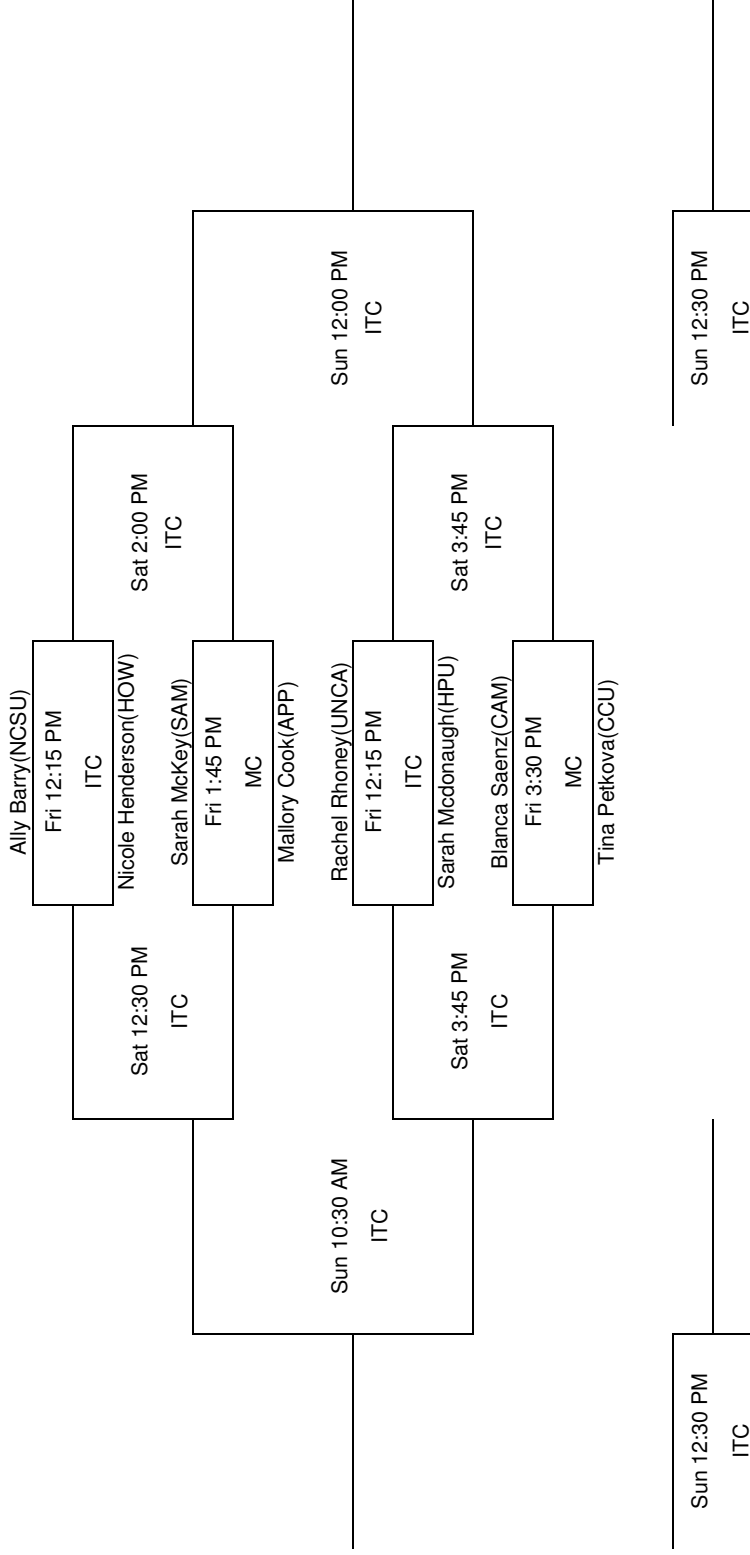 Ally Barry(NCSU)
Fri 12:15 PM
ITC
Nicole Henderson(HOW)
Sat 12:30 PM
ITC
Sat 2:00 PM
ITC
Sarah McKey(SAM)
Fri 1:45 PM
MC
Mallory Cook(APP)
Sun 10:30 AM
ITC
Sun 12:00 PM
ITC
Rachel Rhoney(UNCA)
Fri 12:15 PM
ITC
Sarah Mcdonaugh(HPU)
Sat 3:45 PM
ITC
Sat 3:45 PM
ITC
Blanca Saenz(CAM)
Fri 3:30 PM
MC
Tina Petkova(CCU)
Sun 12:30 PM
ITC
Sun 12:30 PM
ITC